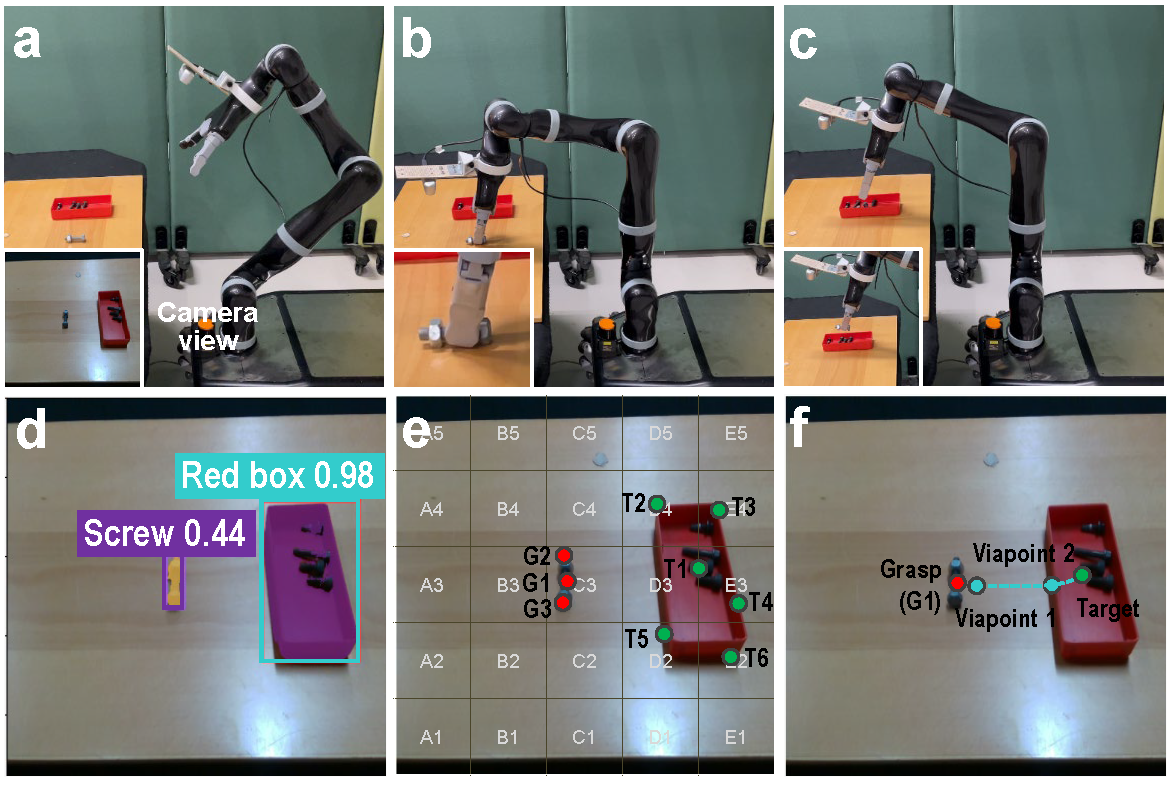 a
b
c
Camera
view
d
Red box 0.98
Screw 0.44
e
A5 B5 C5 D5 E5
T2
T3
A4 B4 C4 D4 E4
G2
G1
G3
T1
A3 B3 C3 D3 E3
T4
T5
T6
A2 B2 C2 D2 E2
A1 B1 C1 D1 E1
f
Viapoint 2
Grasp
(G1)
Viapoint 1
Target